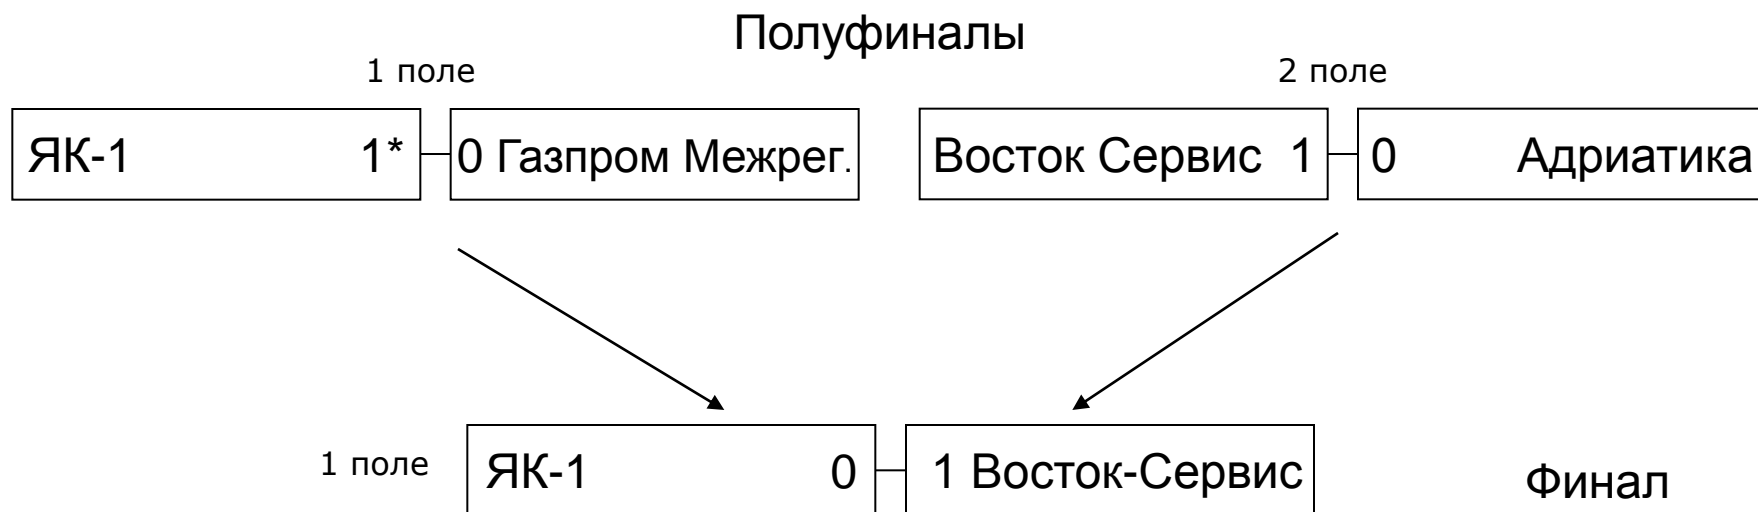 Полуфиналы
1 поле
2 поле
ЯК-1 1* 0 Газпром Межрег.
Восток Сервис 1 0 Адриатика
1 поле
ЯК-1 0 1 Восток-Сервис
Финал